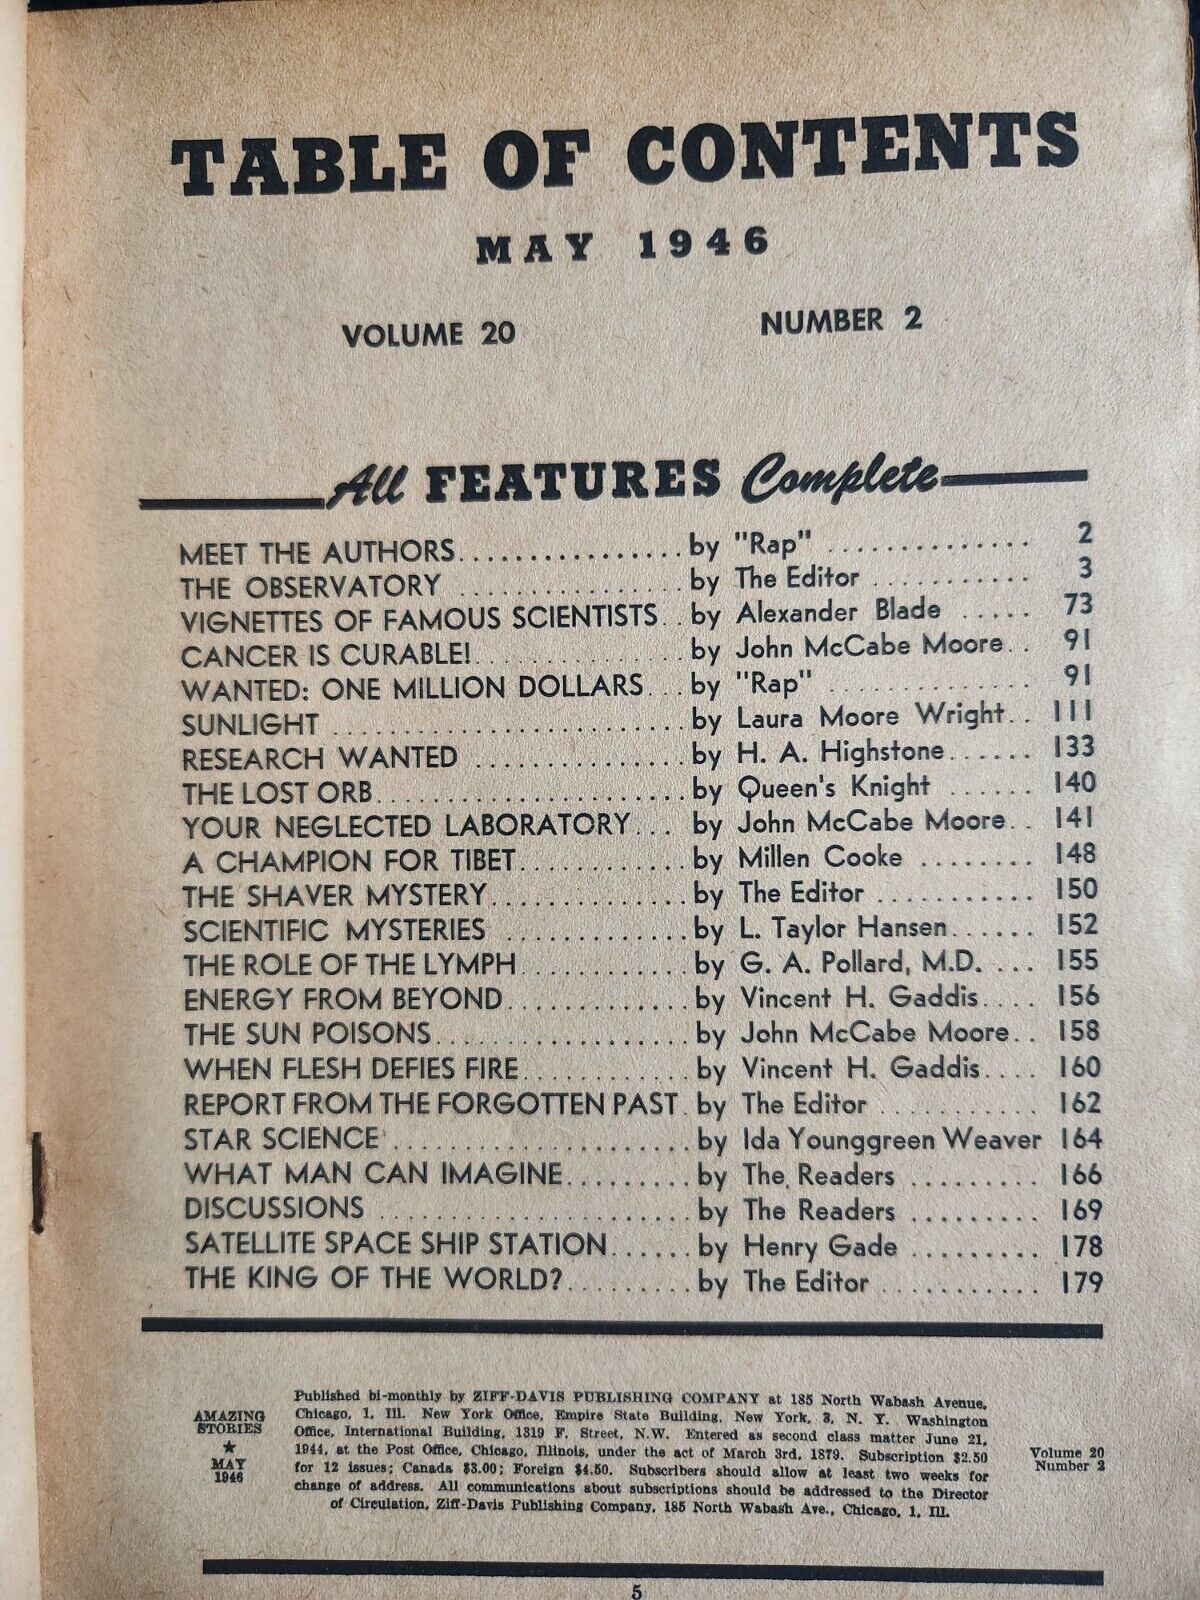 TABLE OF CONTENTS
MAY 1946
VOLUME 20 NUMBER 2
All FEATURES Complete
MEET THE AUTHORS................by "Rap" .............. 2
THE OBSERVATORY ................by The Editor ........... 3
VIGNETTES OF FAMOUS SCIENTISTS..by Alexander Blade ..... 73
CANCER IS CURABLE!...............by John McCabe Moore.. 91
WANTED: ONE MILLION DOLLARS...by "Rap" .............. 91
SUNLIGHT .........................by Laura Moore Wright.. 111
RESEARCH WANTED ...............by H. A. Highstone...... 133
THE LOST ORB......................by Queen's Knight ...... 140
YOUR NEGLECTED LABORATORY... by John McCabe Moore.. 141
A CHAMPION FOR TIBET............by Millen Cooke ........ 148
THE SHAVER MYSTERY..............by The Editor ........... 150
SCIENTIFIC MYSTERIES .............by L. Taylor Hansen...... 152
THE ROLE OF THE LYMPH............by G. A. Pollard, M.D. ... 155
ENERGY FROM BEYOND.............by Vincent H. Gaddis.... 156
THE SUN POISONS..................by John McCabe Moore.. 158
WHEN FLESH DEFIES FIRE............by Vincent H. Gaddis.... 160
REPORT FROM THE FORGOTTEN PAST.by The Editor ........... 162
STAR SCIENCE .....................by Ida Younggreen Weaver 164
WHAT MAN CAN IMAGINE.........by The Readers ......... 166
DISCUSSIONS ......................by The Readers ......... 169
SATELLITE SPACE SHIP STATION......by Henry Gade ......... 178
THE KING OF THE WORLD?.........by The Editor ........... 179
AMAZING
STORIES
★
MAY
1946
Published bi-monthly by ZIFF-DAVIS PUBLISHING COMPANY at 185 North Wabash Avenue,
Chicago, 1, Ill. New York Office, Empire State Building, New York, 3, N. Y. Washington
Office, International Building, 1319 F. Street, N.W. Entered as second class matter June 21,
1944, at the Post Office, Chicago, Illinois, under the act of March 3rd, 1879. Subscription $2.50
for 12 issues; Canada $3.00; Foreign $4.50. Subscribers should allow at least two weeks for
change of address. All communications about subscriptions should be addressed to the Director
of Circulation, Ziff-Davis Publishing Company, 185 North Wabash Ave., Chicago, 1, Ill.
Volume 20
Number 2
5